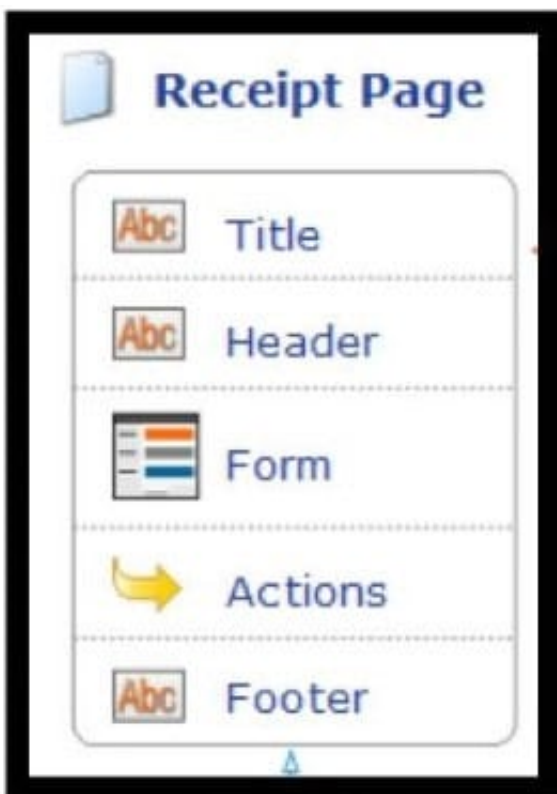 Receipt Page
Abc Title
Abc Header
Form
Actions
Abc Footer